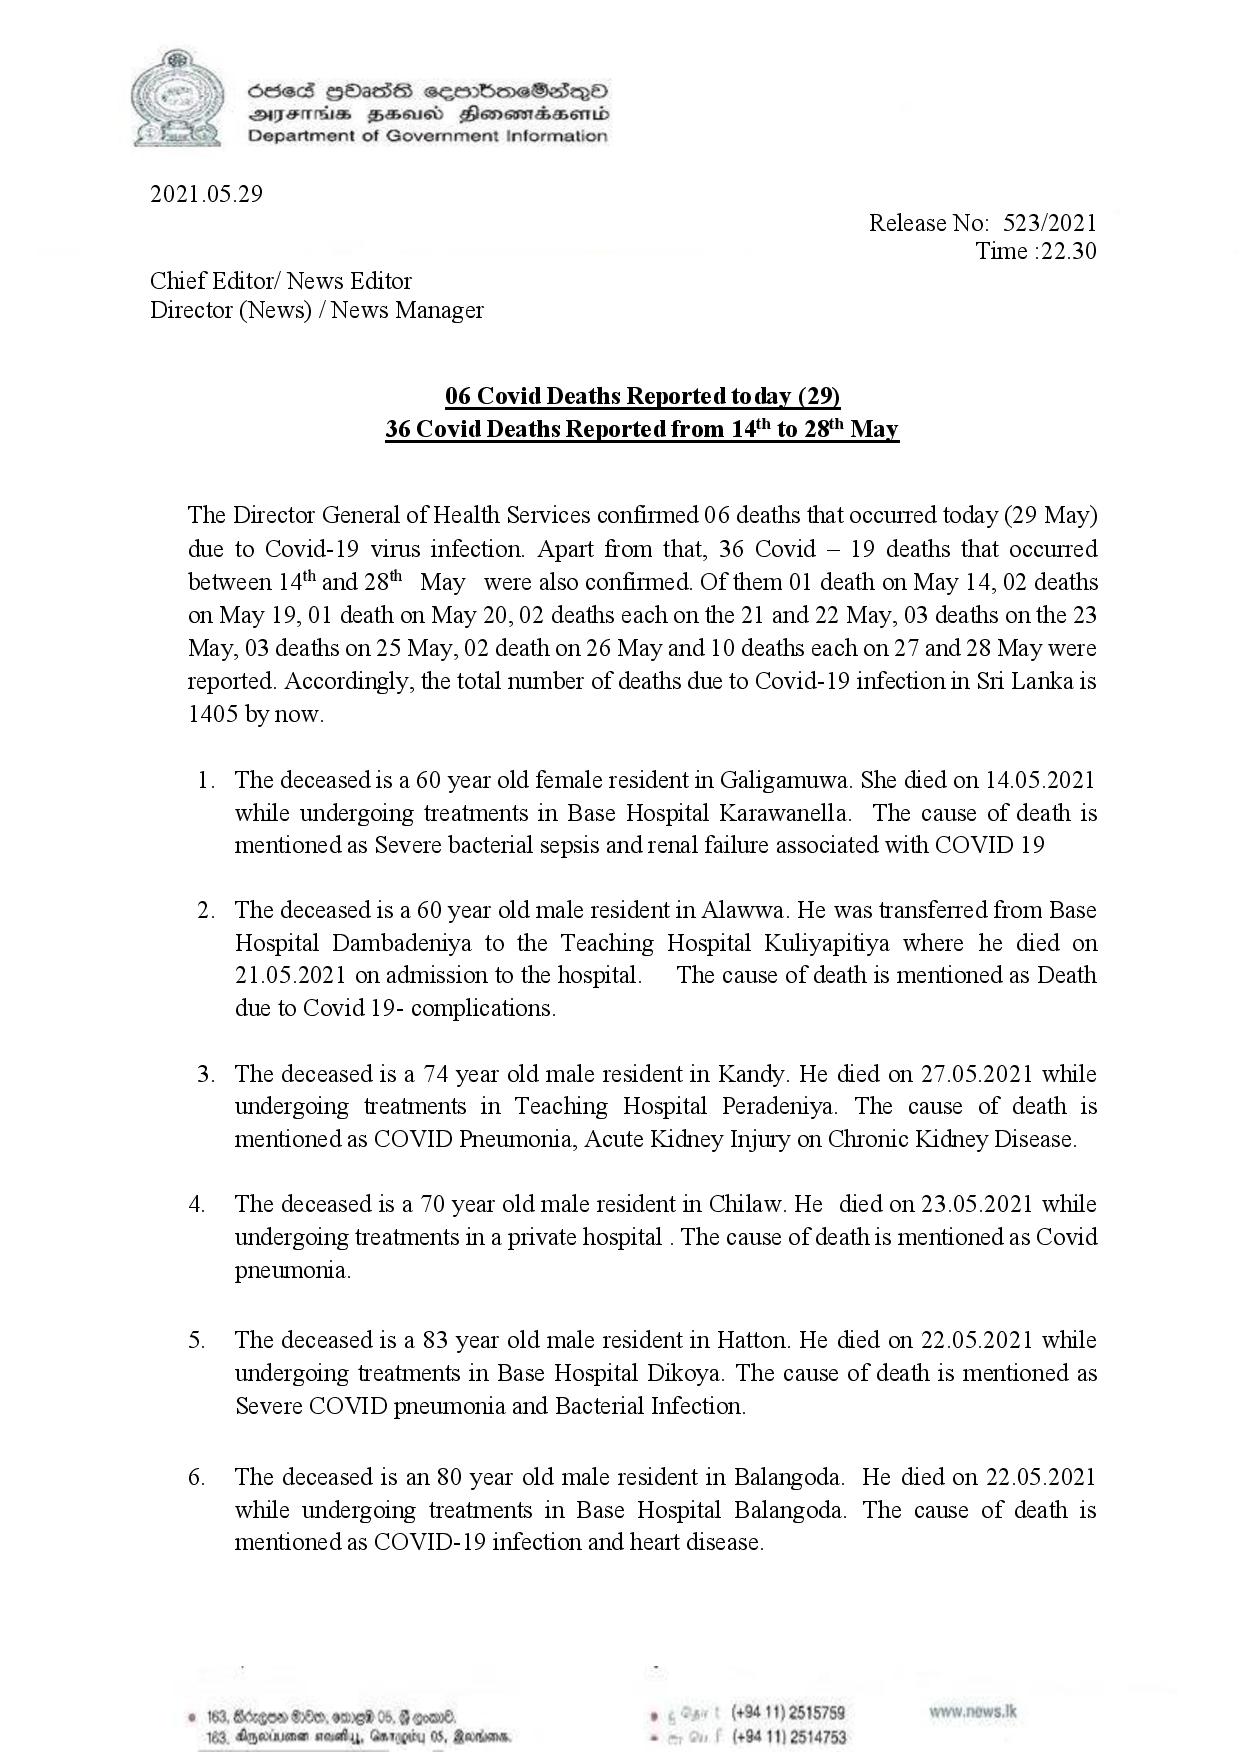 රජයේ ප්‍රවෘත්ති දෙපාර්තමේන්තුව
அரசாங்க தகவல் திணைக்களம்
Department of Government Information
2021.05.29
Release No: 523/2021
Time :22.30
Chief Editor/ News Editor
Director (News) / News Manager
06 Covid Deaths Reported today (29)
36 Covid Deaths Reported from 14th to 28th May
The Director General of Health Services confirmed 06 deaths that occurred today (29 May)
due to Covid-19 virus infection. Apart from that, 36 Covid – 19 deaths that occurred
between 14th and 28th May were also confirmed. Of them 01 death on May 14, 02 deaths
on May 19, 01 death on May 20, 02 deaths each on the 21 and 22 May, 03 deaths on the 23
May, 03 deaths on 25 May, 02 death on 26 May and 10 deaths each on 27 and 28 May were
reported. Accordingly, the total number of deaths due to Covid-19 infection in Sri Lanka is
1405 by now.
1. The deceased is a 60 year old female resident in Galigamuwa. She died on 14.05.2021
while undergoing treatments in Base Hospital Karawanella. The cause of death is
mentioned as Severe bacterial sepsis and renal failure associated with COVID 19
2. The deceased is a 60 year old male resident in Alawwa. He was transferred from Base
Hospital Dambadeniya to the Teaching Hospital Kuliyapitiya where he died on
21.05.2021 on admission to the hospital. The cause of death is mentioned as Death
due to Covid 19- complications.
3. The deceased is a 74 year old male resident in Kandy. He died on 27.05.2021 while
undergoing treatments in Teaching Hospital Peradeniya. The cause of death is
mentioned as COVID Pneumonia, Acute Kidney Injury on Chronic Kidney Disease.
4. The deceased is a 70 year old male resident in Chilaw. He died on 23.05.2021 while
undergoing treatments in a private hospital . The cause of death is mentioned as Covid
pneumonia.
5. The deceased is a 83 year old male resident in Hatton. He died on 22.05.2021 while
undergoing treatments in Base Hospital Dikoya. The cause of death is mentioned as
Severe COVID pneumonia and Bacterial Infection.
6. The deceased is an 80 year old male resident in Balangoda. He died on 22.05.2021
while undergoing treatments in Base Hospital Balangoda. The cause of death is
mentioned as COVID-19 infection and heart disease.
163, කිරුලපන මාවත, කොළඹ 05, ශ්‍රී ලංකාව.
163, கிருலப்பனை எவனியூ, கொழும்பு 05, இலங்கை.
(+94 11) 2515759
(+94 11) 2514753
www.news.lk